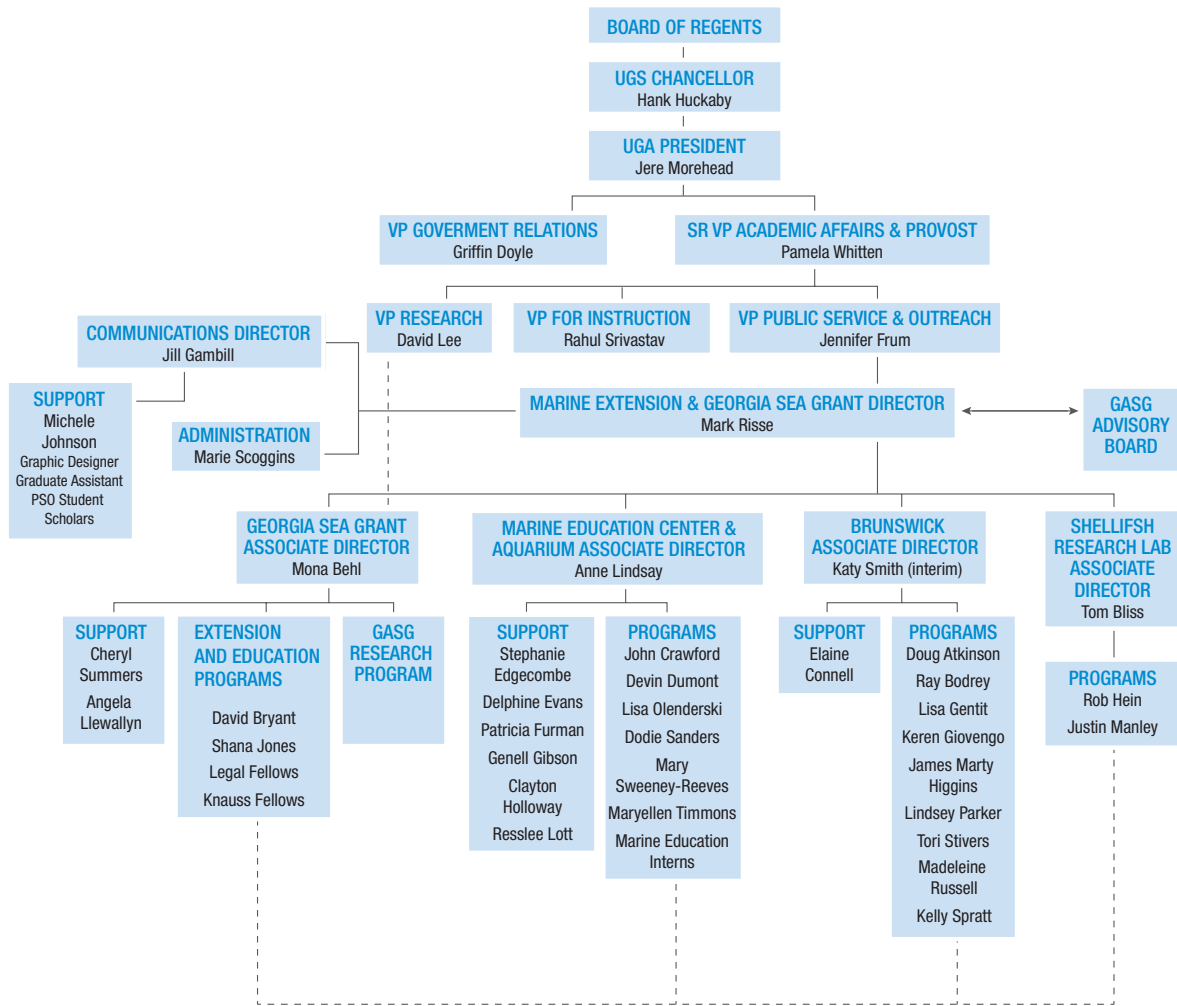 BOARD OF REGENTS
UGS CHANCELLOR
Hank Huckaby
UGA PRESIDENT
Jere Morehead
VP GOVERMENT RELATIONS
Griffin Doyle
SR VP ACADEMIC AFFAIRS & PROVOST
Pamela Whitten
VP RESEARCH
David Lee
VP FOR INSTRUCTION
Rahul Srivastav
VP PUBLIC SERVICE & OUTREACH
Jennifer Frum
COMMUNICATIONS DIRECTOR
Jill Gambill
SUPPORT
Michele
Johnson
Graphic Designer
Graduate Assistant
PSO Student
Scholars
ADMINISTRATION
Marie Scoggins
MARINE EXTENSION & GEORGIA SEA GRANT DIRECTOR
Mark Risse
GASG
ADVISORY
BOARD
GEORGIA SEA GRANT
ASSOCIATE DIRECTOR
Mona Behl
MARINE EDUCATION CENTER &
AQUARIUM ASSOCIATE DIRECTOR
Anne Lindsay
BRUNSWICK
ASSOCIATE DIRECTOR
Katy Smith (interim)
SHELLIFSH
RESEARCH LAB
ASSOCIATE
DIRECTOR
Tom Bliss
SUPPORT
Cheryl
Summers
Angela
Llewallyn
EXTENSION
AND EDUCATION
PROGRAMS
David Bryant
Shana Jones
Legal Fellows
Knauss Fellows
GASG
RESEARCH
PROGRAM
SUPPORT
Stephanie
Edgecombe
Delphine Evans
Patricia Furman
Genell Gibson
Clayton
Holloway
Resslee Lott
PROGRAMS
John Crawford
Devin Dumont
Lisa Olenderski
Dodie Sanders
Mary
Sweeney-Reeves
Maryellen Timmons
Marine Education
Interns
SUPPORT
Elaine
Connell
PROGRAMS
Doug Atkinson
Ray Bodrey
Lisa Gentit
Keren Giovengo
James Marty
Higgins
Lindsey Parker
Tori Stivers
Madeleine
Russell
Kelly Spratt
PROGRAMS
Rob Hein
Justin Manley